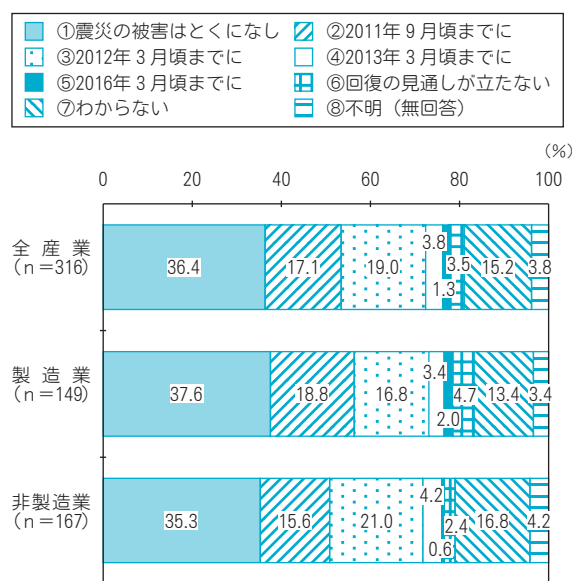 ①震災の被害はとくになし ②2011年9月頃までに
③2012年3月頃までに ④2013年3月頃までに
⑤2016年3月頃までに ⑥回復の見通しが立たない
⑦わからない ⑧不明（無回答）
(%)
0 20 40 60 80 100
全産業
（n＝316）
36.4 17.1 19.0 3.8 1.3 3.5 15.2 3.8
製造業
（n＝149）
37.6 18.8 16.8 3.4 2.0 4.7 13.4 3.4
非製造業
（n＝167）
35.3 15.6 21.0 4.2 0.6 2.4 16.8 4.2